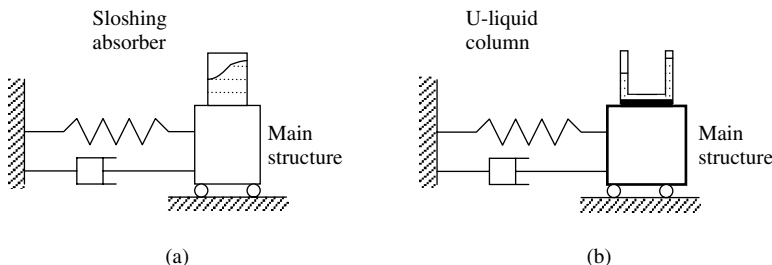 Sloshing
absorber
Main
structure
(a)
U-liquid
column
Main
structure
(b)